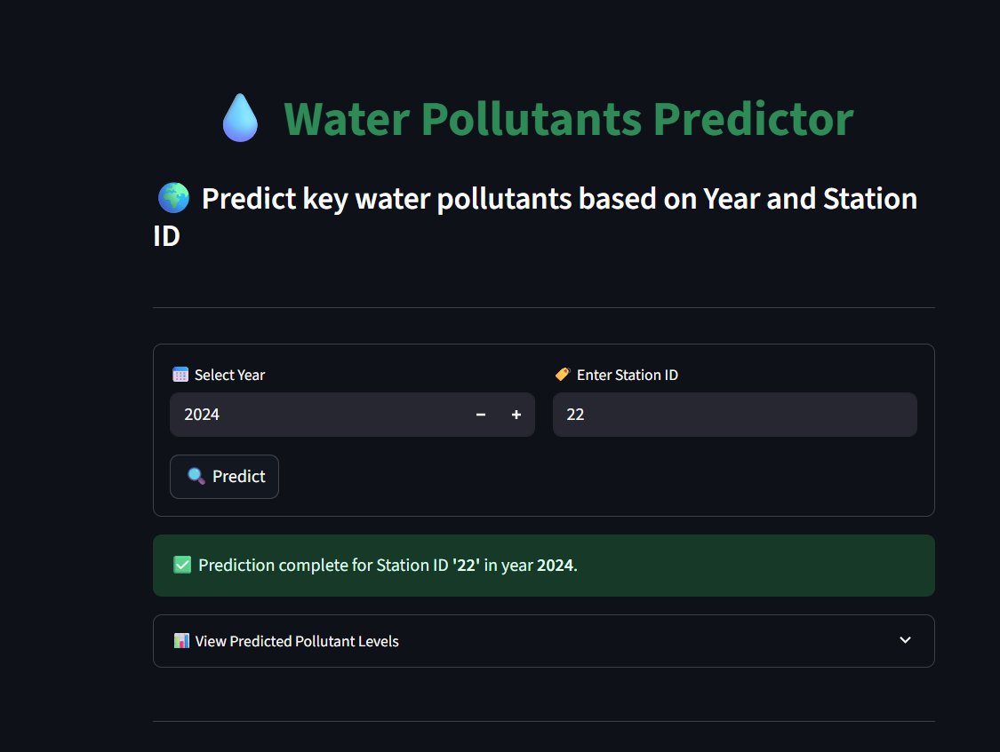 Water Pollutants Predictor
Predict key water pollutants based on Year and Station
ID
Select Year
Enter Station ID
2024
22
Predict
Prediction complete for Station ID '22' in year 2024.
View Predicted Pollutant Levels